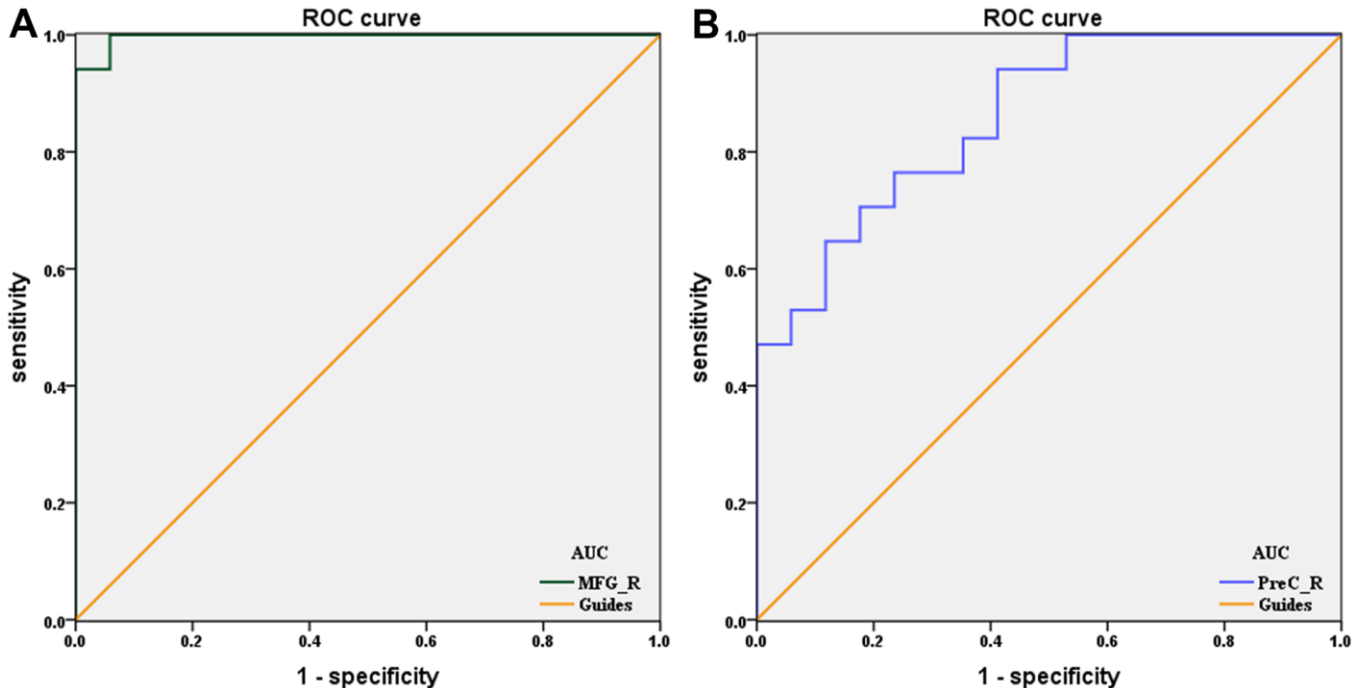 A
ROC curve
1.0
0.8
0.6
0.4
0.2
0.0
sensitivity
AUC
MFG_R
Guides
0.0 0.2 0.4 0.6 0.8 1.0
1 - specificity
B
ROC curve
1.0
0.8
0.6
0.4
0.2
0.0
sensitivity
AUC
PreC_R
Guides
0.0 0.2 0.4 0.6 0.8 1.0
1 - specificity